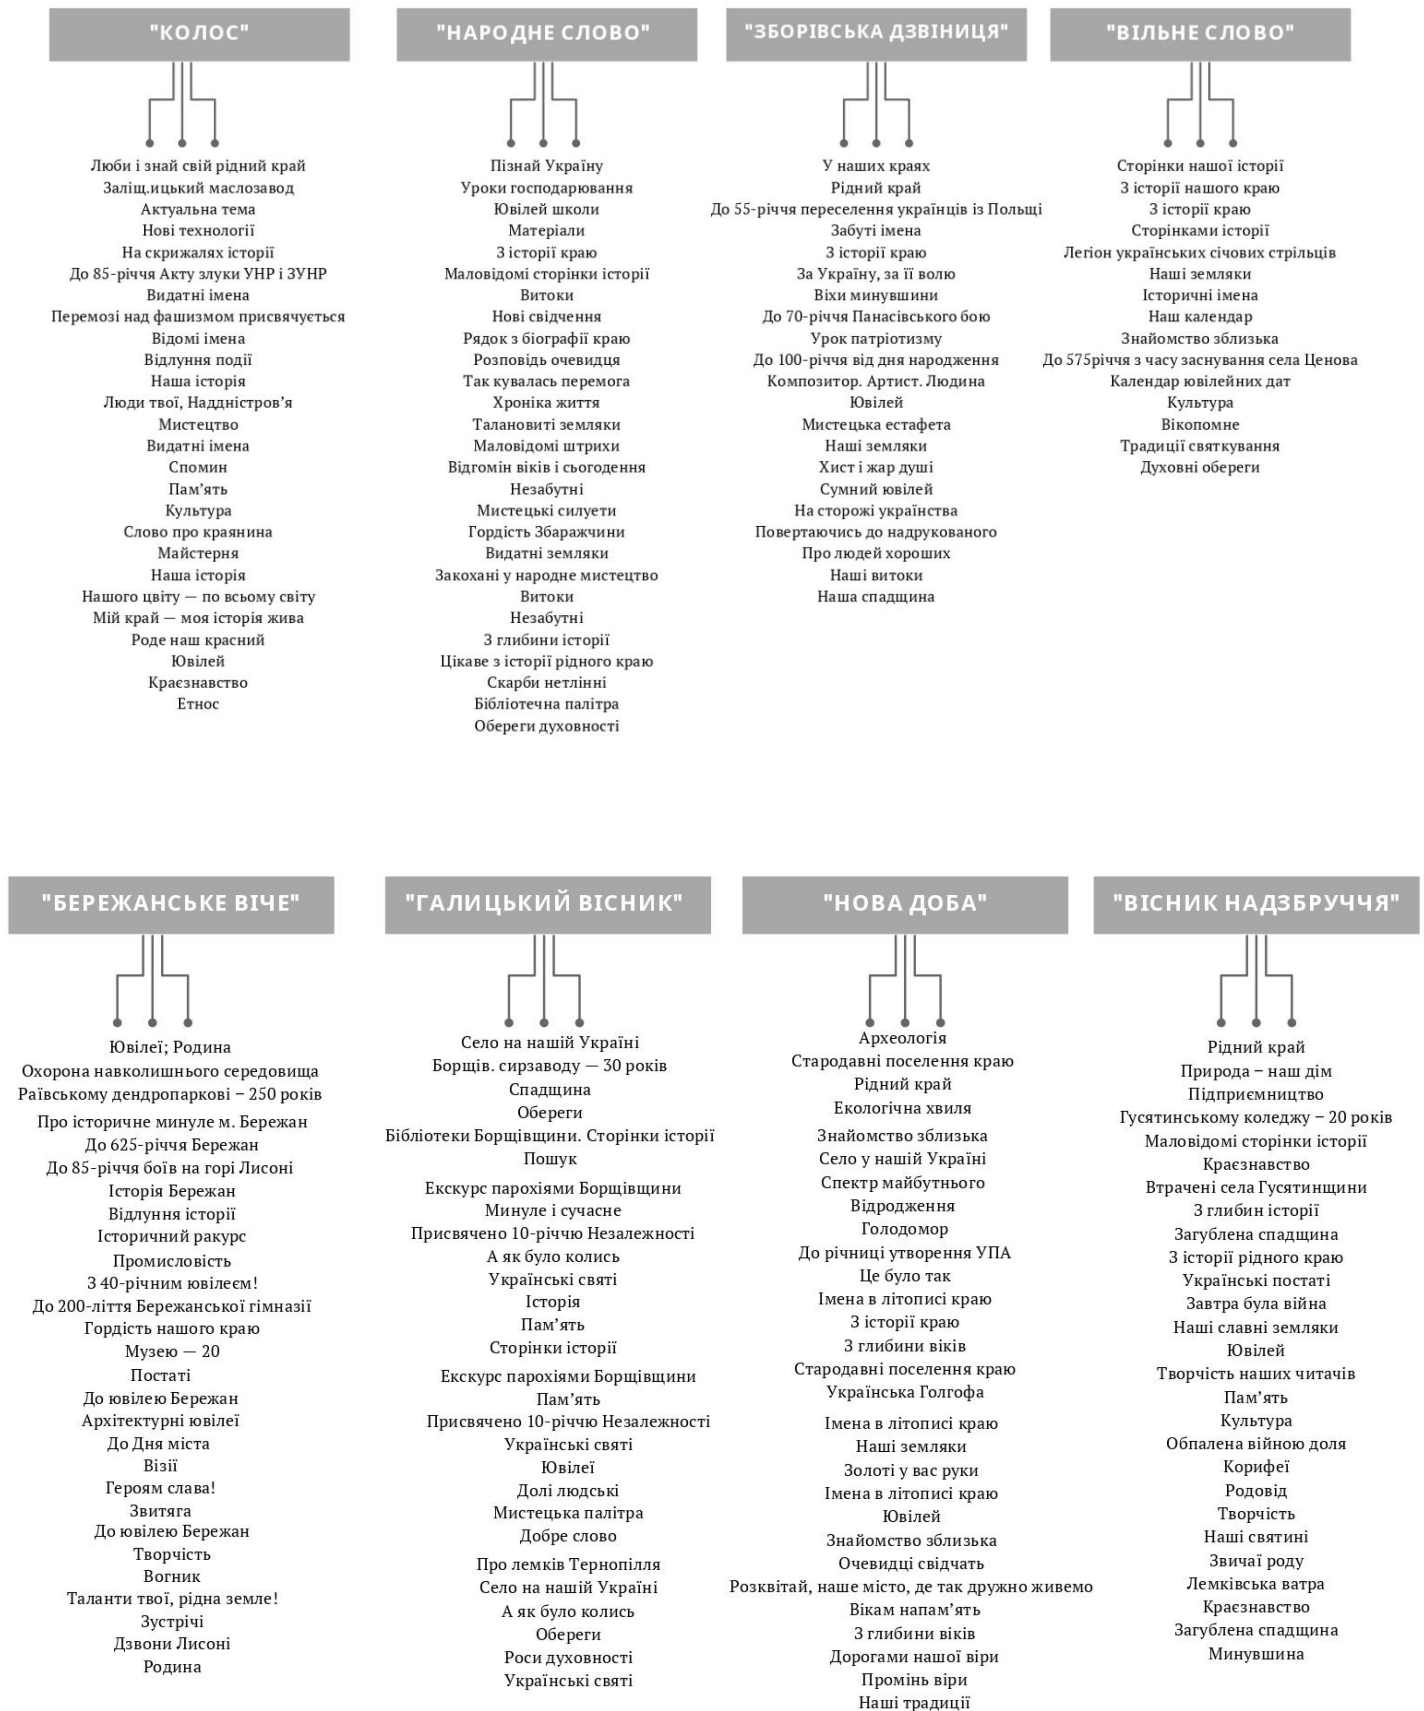 "КОЛОС"
Люби і знай свій рідний край
Заліщ.ицький маслозавод
Актуальна тема
Нові технології
На скрижалях історії
До 85-річчя Акту злуки УНР і ЗУНР
Видатні імена
Перемозі над фашизмом присвячується
Відомі імена
Відлуння події
Наша історія
Люди твої, Наддністров’я
Мистецтво
Видатні імена
Спомин
Пам’ять
Культура
Слово про краянина
Майстерня
Наша історія
Нашого цвіту — по всьому світу
Мій край — моя історія жива
Роде наш красний
Ювілей
Краєзнавство
Етнос
"НАРОДНЕ СЛОВО"
Пізнай Україну
Уроки господарювання
Ювілей школи
Матеріали
З історії краю
Маловідомі сторінки історії
Витоки
Нові свідчення
Рядок з біографії краю
Розповідь очевидця
Так кувалась перемога
Хроніка життя
Талановиті земляки
Маловідомі штрихи
Відгомін віків і сьогодення
Незабутні
Мистецькі силуети
Гордість Збаражчини
Видатні земляки
Закохані у народне мистецтво
Витоки
Незабутні
З глибини історії
Цікаве з історії рідного краю
Скарби нетлінні
Бібліотечна палітра
Обереги духовності
"ЗБОРІВСЬКА ДЗВІНИЦЯ"
У наших краях
Рідний край
До 55-річчя переселення українців із Польщі
Забуті імена
З історії краю
За Україну, за її волю
Віхи минувшини
До 70-річчя Панасівського бою
Урок патріотизму
До 100-річчя від дня народження
Композитор. Артист. Людина
Ювілей
Мистецька естафета
Наші земляки
Хист і жар душі
Сумний ювілей
На сторожі українства
Повертаючись до надрукованого
Про людей хороших
Наші витоки
Наша спадщина
"ВІЛЬНЕ СЛОВО"
Сторінки нашої історії
З історії нашого краю
З історії краю
Сторінками історії
Легіон українських січових стрільців
Наші земляки
Історичні імена
Наш календар
Знайомство зблизька
До 575річчя з часу заснування села Ценова
Календар ювілейних дат
Культура
Вікопомне
Традиції святкування
Духовні обереги
"БЕРЕЖАНСЬКЕ ВІЧЕ"
Ювілеї; Родина
Охорона навколишнього середовища
Раївському дендропаркові – 250 років
Про історичне минуле м. Бережан
До 625-річчя Бережан
До 85-річчя боїв на горі Лисоні
Історія Бережан
Відлуння історії
Історичний ракурс
Промисловість
З 40-річним ювілеєм!
До 200-ліття Бережанської гімназії
Гордість нашого краю
Музею — 20
Постаті
До ювілею Бережан
Архітектурні ювілеї
До Дня міста
Візії
Героям слава!
Звитяга
До ювілею Бережан
Творчість
Вогник
Таланти твої, рідна земле!
Зустрічі
Дзвони Лисоні
Родина
"ГАЛИЦЬКИЙ ВІСНИК"
Село на нашій Україні
Борщів. сирзаводу — 30 років
Спадщина
Обереги
Бібліотеки Борщівщини. Сторінки історії
Пошук
Екскурс парохіями Борщівщини
Минуле і сучасне
Присвячено 10-річчю Незалежності
А як було колись
Українські святі
Історія
Пам’ять
Сторінки історії
Екскурс парохіями Борщівщини
Пам’ять
Присвячено 10-річчю Незалежності
Українські святі
Ювілеї
Долі людські
Мистецька палітра
Добре слово
Про лемків Тернопілля
Село на нашій Україні
А як було колись
Обереги
Роси духовності
Українські святі
"НОВА ДОБА"
Археологія
Стародавні поселення краю
Рідний край
Екологічна хвиля
Знайомство зблизька
Село у нашій Україні
Спектр майбутнього
Відродження
Голодомор
До річниці утворення УПА
Це було так
Імена в літописі краю
З історії краю
З глибини віків
Стародавні поселення краю
Українська Голгофа
Імена в літописі краю
Наші земляки
Золоті у вас руки
Імена в літописі краю
Ювілей
Знайомство зблизька
Очевидці свідчать
Розквітай, наше місто, де так дружно живемо
Вікам напам’ять
З глибини віків
Дорогами нашої віри
Промінь віри
Наші традиції
"ВІСНИК НАДЗБРУЧЧЯ"
Рідний край
Природа – наш дім
Підприємництво
Гусятинському коледжу – 20 років
Маловідомі сторінки історії
Краєзнавство
Втрачені села Гусятинщини
З глибин історії
Загублена спадщина
З історії рідного краю
Українські постаті
Завтра була війна
Наші славні земляки
Ювілей
Творчість наших читачів
Пам’ять
Культура
Обпалена війною доля
Корифеї
Родовід
Творчість
Наші святині
Звичаї роду
Лемківська ватра
Краєзнавство
Загублена спадщина
Минувшина